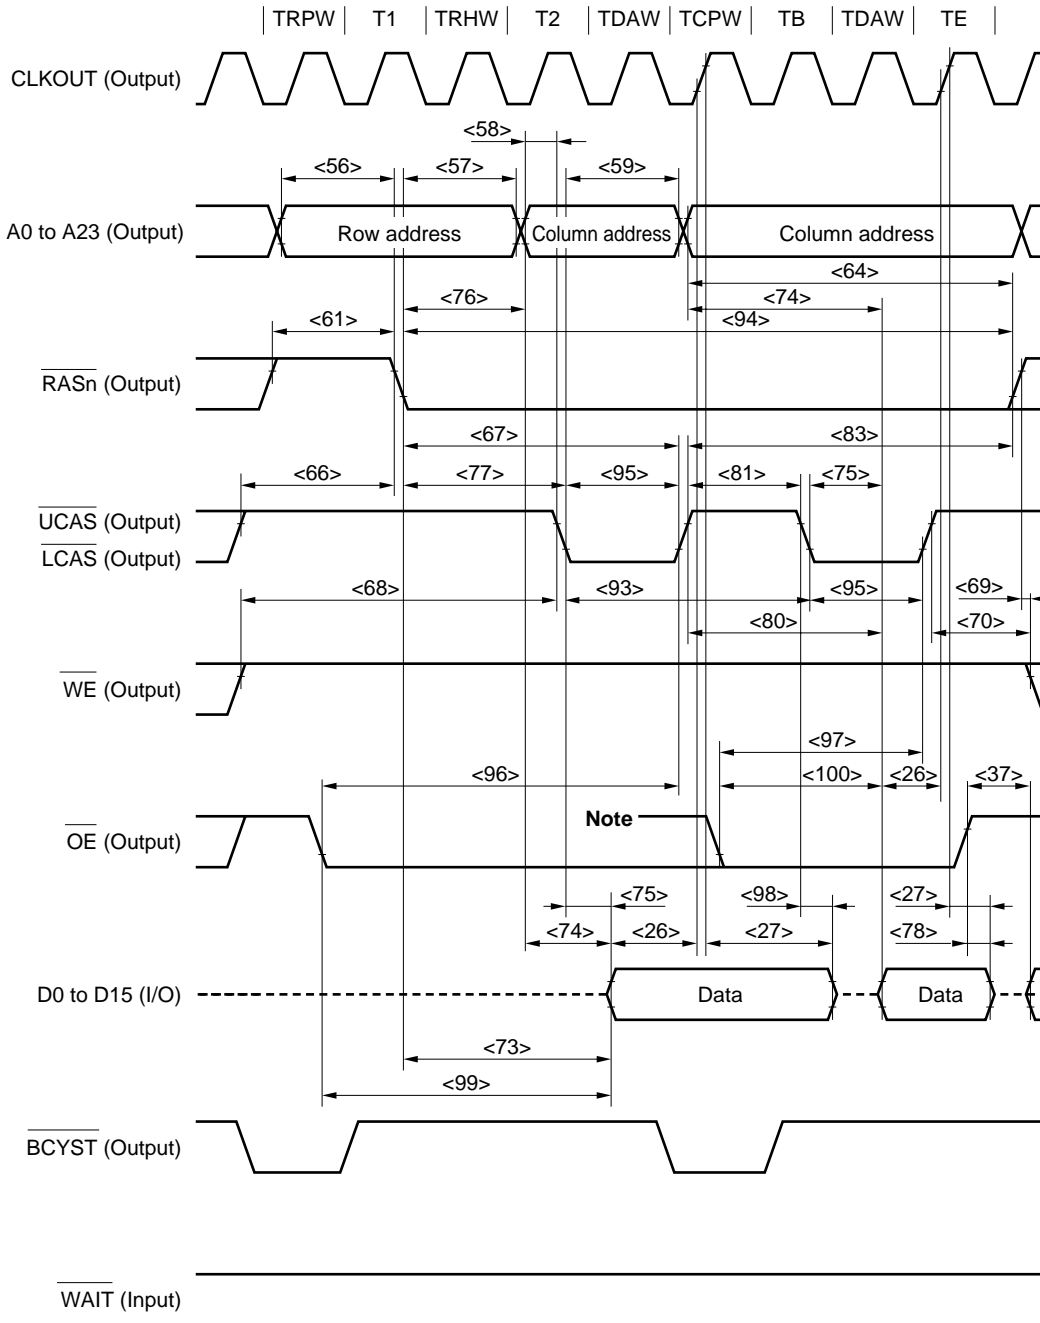 TRPW T1 TRHW T2 TDAW TCPW TB TDAW TE
CLKOUT (Output)
<58>
<56> <57> <59>
A0 to A23 (Output) Row address Column address Column address
<64>
<76> <74>
<61> <94>
RASn (Output)
<67> <83>
<66> <77> <95> <81> <75>
UCAS (Output)
LCAS (Output)
<68> <93> <95> <69>
<80> <70>
WE (Output)
<97>
<96> <100> <26> <37>
Note
OE (Output)
<75> <98> <27>
<74> <26> <27> <78>
D0 to D15 (I/O) Data Data
<73>
<99>
BCYST (Output)
WAIT (Input)